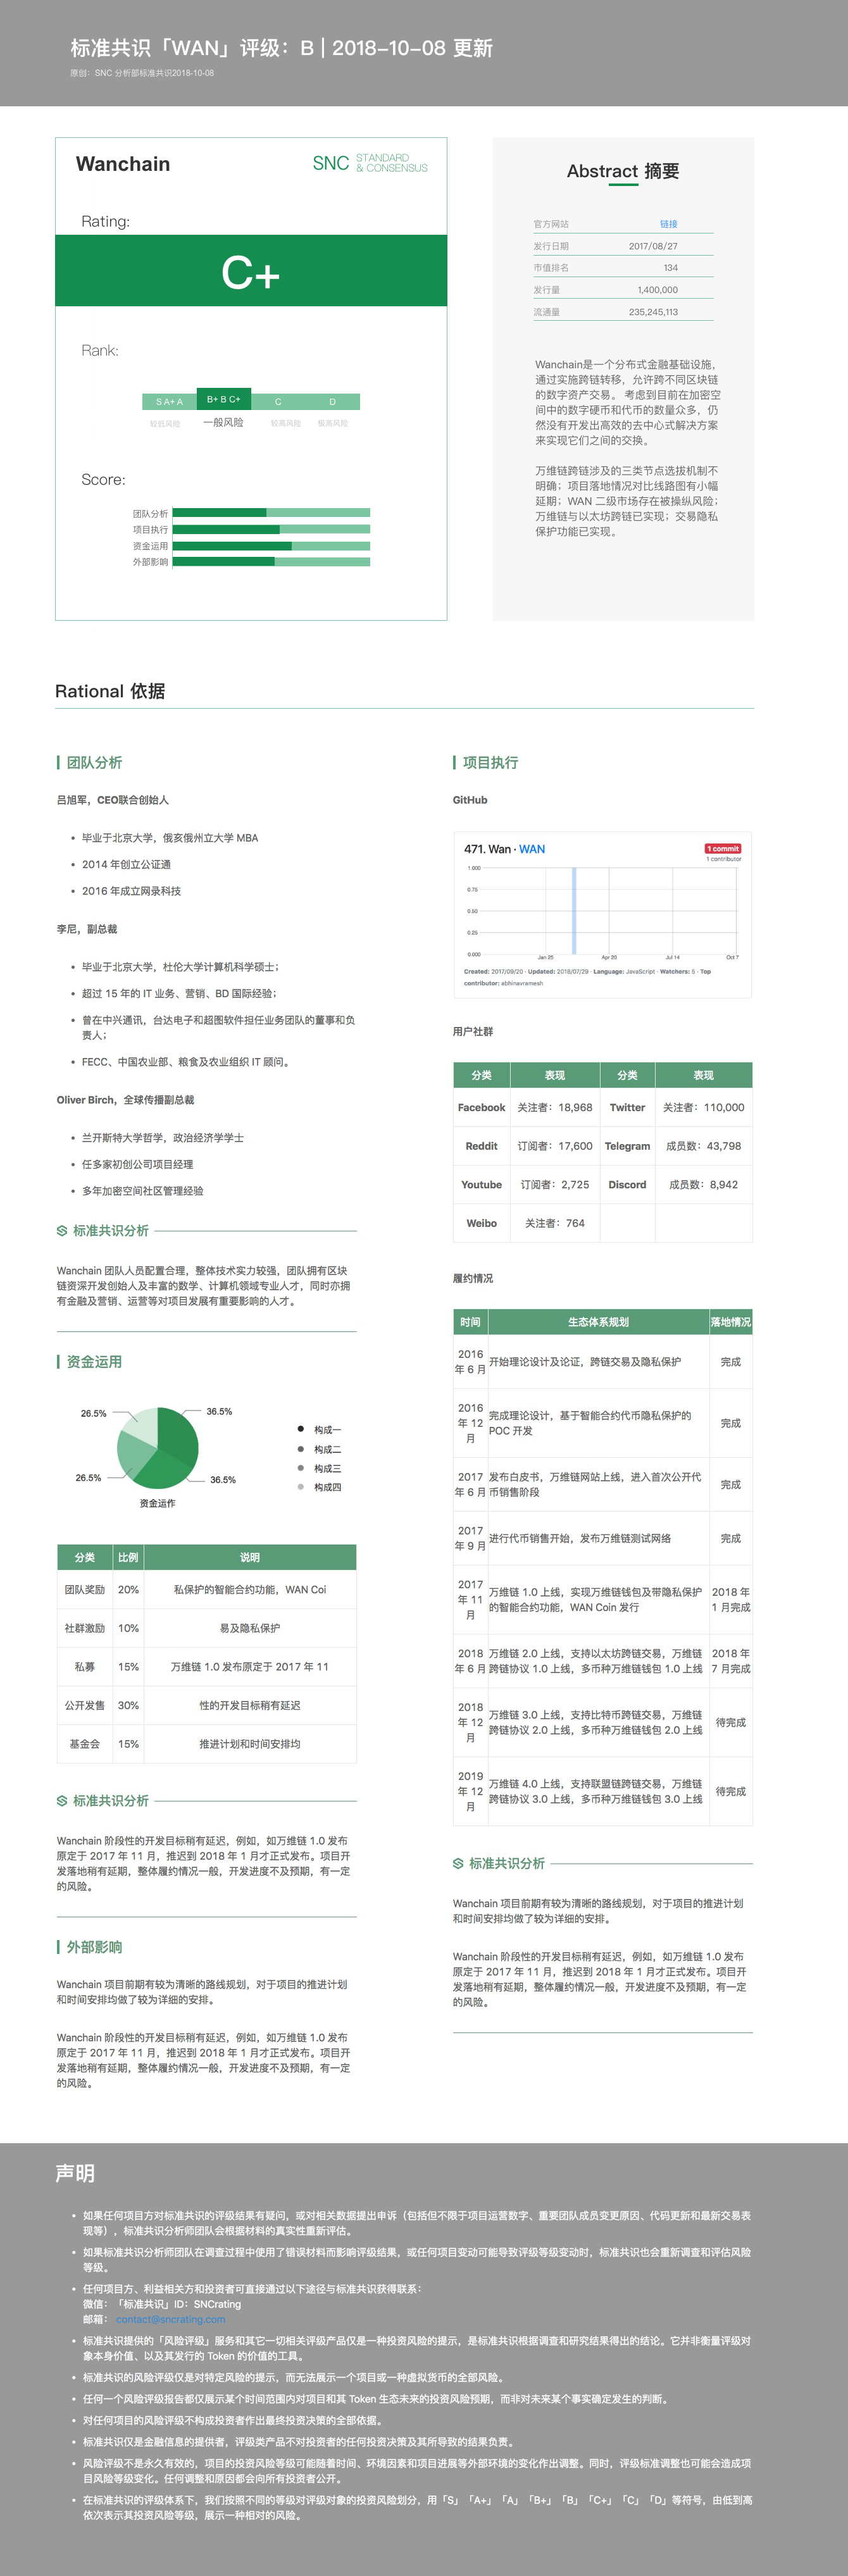 标准共识「WAN」评级：B | 2018-10-08 更新
原创：SNC 分析部标准共识2018-10-08
Wanchain
SNC STANDARD & CONSENSUS
Rating:
C+
Rank:
S A+ A
B+ B C+
C
D
较低风险
一般风险
较高风险
极高风险
Score:
团队分析
项目执行
资金运用
外部影响
Abstract 摘要
官方网站 链接
发行日期 2017/08/27
市值排名 134
发行量 1,400,000
流通量 235,245,113
Wanchain是一个分布式金融基础设施，
通过实施跨链转移，允许跨不同区块链
的数字资产交易。 考虑到目前在加密空
间中的数字硬币和代币的数量众多，仍
然没有开发出高效的去中心式解决方案
来实现它们之间的交换。
万维链跨链涉及的三类节点选拔机制不
明确；项目落地情况对比线路图有小幅
延期；WAN 二级市场存在被操纵风险；
万维链与以太坊跨链已实现；交易隐私
保护功能已实现。
Rational 依据
团队分析
吕旭军，CEO联合创始人
• 毕业于北京大学，俄亥俄州立大学 MBA
• 2014 年创立公证通
• 2016 年成立网录科技
李尼，副总裁
• 毕业于北京大学，杜伦大学计算机科学硕士；
• 超过 15 年的 IT 业务、营销、BD 国际经验；
• 曾在中兴通讯，台达电子和超图软件担任业务团队的董事和负
责人；
• FECC、中国农业部、粮食及农业组织 IT 顾问。
Oliver Birch，全球传播副总裁
• 兰开斯特大学哲学，政治经济学学士
• 任多家初创公司项目经理
• 多年加密空间社区管理经验
标准共识分析
Wanchain 团队人员配置合理，整体技术实力较强，团队拥有区块
链资深开发创始人及丰富的数学、计算机领域专业人才，同时亦拥
有金融及营销、运营等对项目发展有重要影响的人才。
资金运用
26.5%
36.5%
26.5%
36.5%
资金运作
构成一
构成二
构成三
构成四
分类 比例 说明
团队奖励 20% 私保护的智能合约功能，WAN Coi
社群激励 10% 易及隐私保护
私募 15% 万维链 1.0 发布原定于 2017 年 11
公开发售 30% 性的开发目标稍有延迟
基金会 15% 推进计划和时间安排均
标准共识分析
Wanchain 阶段性的开发目标稍有延迟，例如，如万维链 1.0 发布
原定于 2017 年 11 月，推迟到 2018 年 1 月才正式发布。项目开
发落地稍有延期，整体履约情况一般，开发进度不及预期，有一定
的风险。
外部影响
Wanchain 项目前期有较为清晰的路线规划，对于项目的推进计划
和时间安排均做了较为详细的安排。
Wanchain 阶段性的开发目标稍有延迟，例如，如万维链 1.0 发布
原定于 2017 年 11 月，推迟到 2018 年 1 月才正式发布。项目开
发落地稍有延期，整体履约情况一般，开发进度不及预期，有一定
的风险。
项目执行
GitHub
471. Wan · WAN
1 commit
1 contributor
1.000
0.75
0.50
0.25
0.000
Jan 25
Apr 20
Jul 14
Oct 7
Created: 2017/09/20 · Updated: 2018/07/29 · Language: JavaScript · Watchers: 5 · Top
contributor: abhinavramesh
用户社群
分类 表现 分类 表现
Facebook 关注者：18,968 Twitter 关注者：110,000
Reddit 订阅者：17,600 Telegram 成员数：43,798
Youtube 订阅者：2,725 Discord 成员数：8,942
Weibo 关注者：764
履约情况
时间 生态体系规划 落地情况
2016
年 6 月
开始理论设计及论证，跨链交易及隐私保护
完成
2016
年 12
月
完成理论设计，基于智能合约代币隐私保护的
POC 开发
完成
2017
年 6 月
发布白皮书，万维链网站上线，进入首次公开代
币销售阶段
完成
2017
年 9 月
进行代币销售开始，发布万维链测试网络
完成
2017
年 11
月
万维链 1.0 上线，实现万维链钱包及带隐私保护
的智能合约功能，WAN Coin 发行
2018 年
1 月完成
2018
年 6 月
万维链 2.0 上线，支持以太坊跨链交易，万维链
跨链协议 1.0 上线，多币种万维链钱包 1.0 上线
2018 年
7 月完成
2018
年 12
月
万维链 3.0 上线，支持比特币跨链交易，万维链
跨链协议 2.0 上线，多币种万维链钱包 2.0 上线
待完成
2019
年 12
月
万维链 4.0 上线，支持联盟链跨链交易，万维链
跨链协议 3.0 上线，多币种万维链钱包 3.0 上线
待完成
标准共识分析
Wanchain 项目前期有较为清晰的路线规划，对于项目的推进计划
和时间安排均做了较为详细的安排。
Wanchain 阶段性的开发目标稍有延迟，例如，如万维链 1.0 发布
原定于 2017 年 11 月，推迟到 2018 年 1 月才正式发布。项目开
发落地稍有延期，整体履约情况一般，开发进度不及预期，有一定
的风险。
声明
• 如果任何项目方对标准共识的评级结果有疑问，或对相关数据提出申诉（包括但不限于项目运营数字、重要团队成员变更原因、代码更新和最新交易表
现等），标准共识分析师团队会根据材料的真实性重新评估。
• 如果标准共识分析师团队在调查过程中使用了错误材料而影响评级结果，或任何项目变动可能导致评级等级变动时，标准共识也会重新调查和评估风险
等级。
• 任何项目方、利益相关方和投资者可直接通过以下途径与标准共识获得联系：
微信：「标准共识」ID：SNCrating
邮箱： contact@sncrating.com
• 标准共识提供的「风险评级」服务和其它一切相关评级产品仅是一种投资风险的提示，是标准共识根据调查和研究结果得出的结论。它并非衡量评级对
象本身价值、以及其发行的 Token 的价值的工具。
• 标准共识的风险评级仅是对特定风险的提示，而无法展示一个项目或一种虚拟货币的全部风险。
• 任何一个风险评级报告都仅展示某个时间范围内对项目和其 Token 生态未来的投资风险预期，而非对未来某个事实确定发生的判断。
• 对任何项目的风险评级不构成投资者作出最终投资决策的全部依据。
• 标准共识仅是金融信息的提供者，评级类产品不对投资者的任何投资决策及其所导致的结果负责。
• 风险评级不是永久有效的，项目的投资风险等级可能随着时间、环境因素和项目进展等外部环境的变化作出调整。同时，评级标准调整也可能会造成项
目风险等级变化。任何调整和原因都会向所有投资者公开。
• 在标准共识的评级体系下，我们按照不同的等级对评级对象的投资风险划分，用「S」「A+」「A」「B+」「B」「C+」「C」「D」等符号，由低到高
依次表示其投资风险等级，展示一种相对的风险。